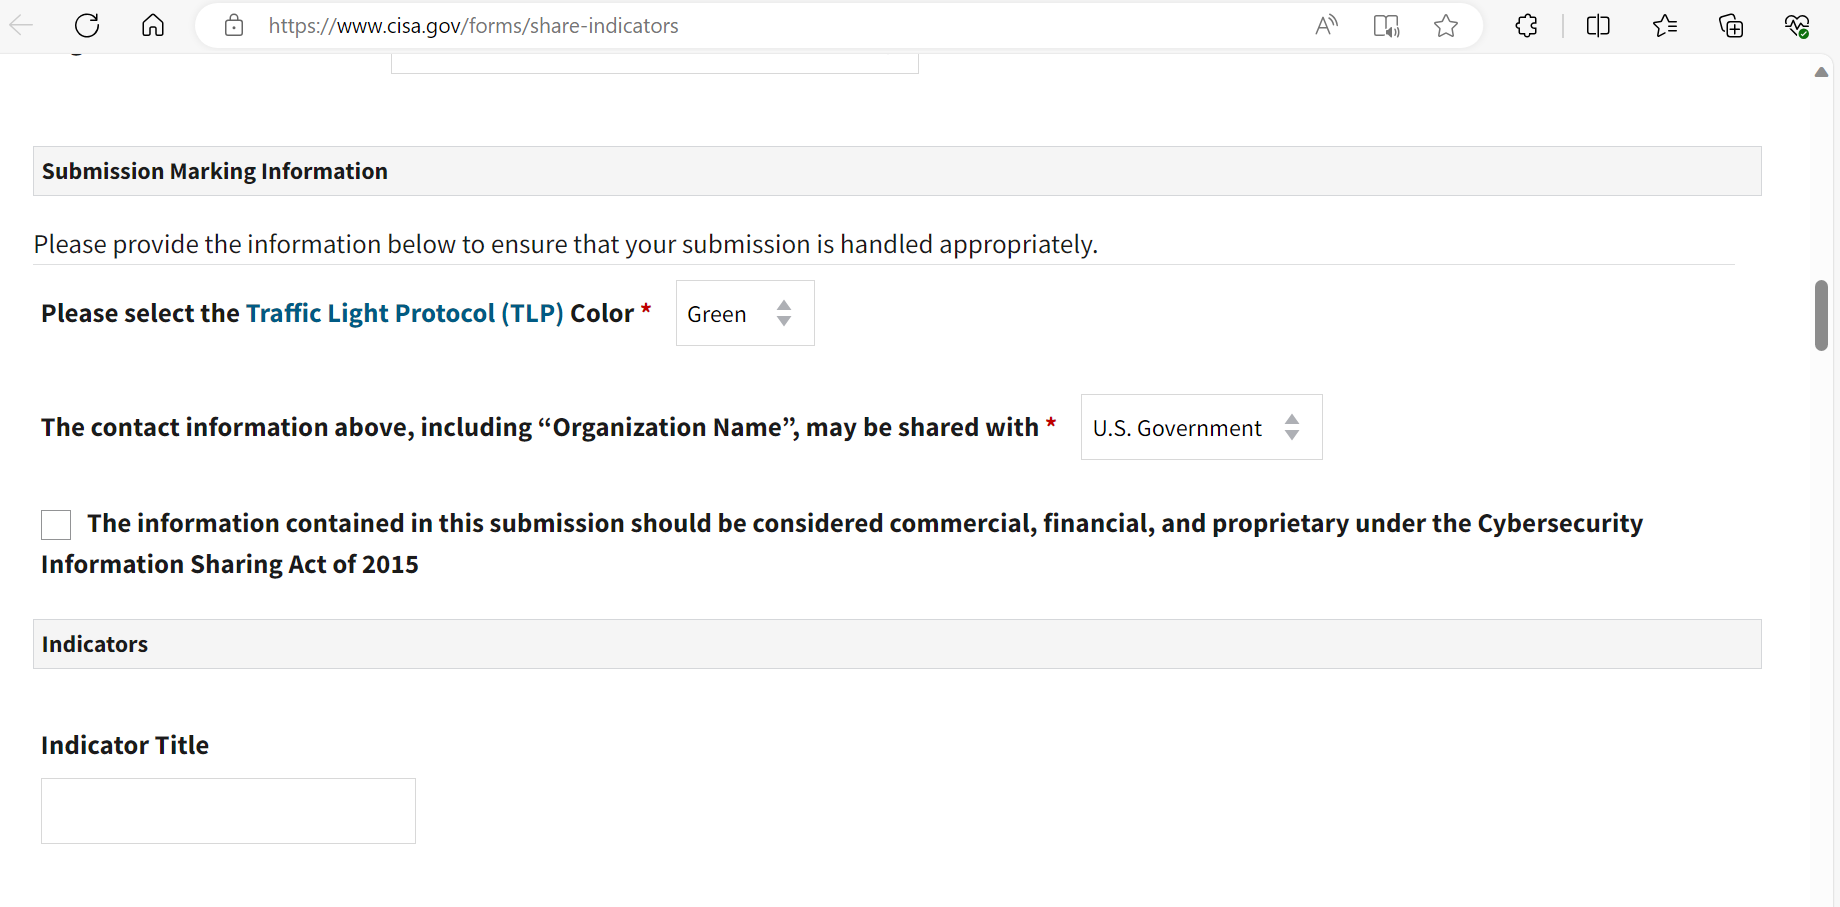 https://www.cisa.gov/forms/share-indicators
Submission Marking Information
Please provide the information below to ensure that your submission is handled appropriately.
Please select the Traffic Light Protocol (TLP) Color * Green
The contact information above, including “Organization Name”, may be shared with * U.S. Government
The information contained in this submission should be considered commercial, financial, and proprietary under the Cybersecurity
Information Sharing Act of 2015
Indicators
Indicator Title